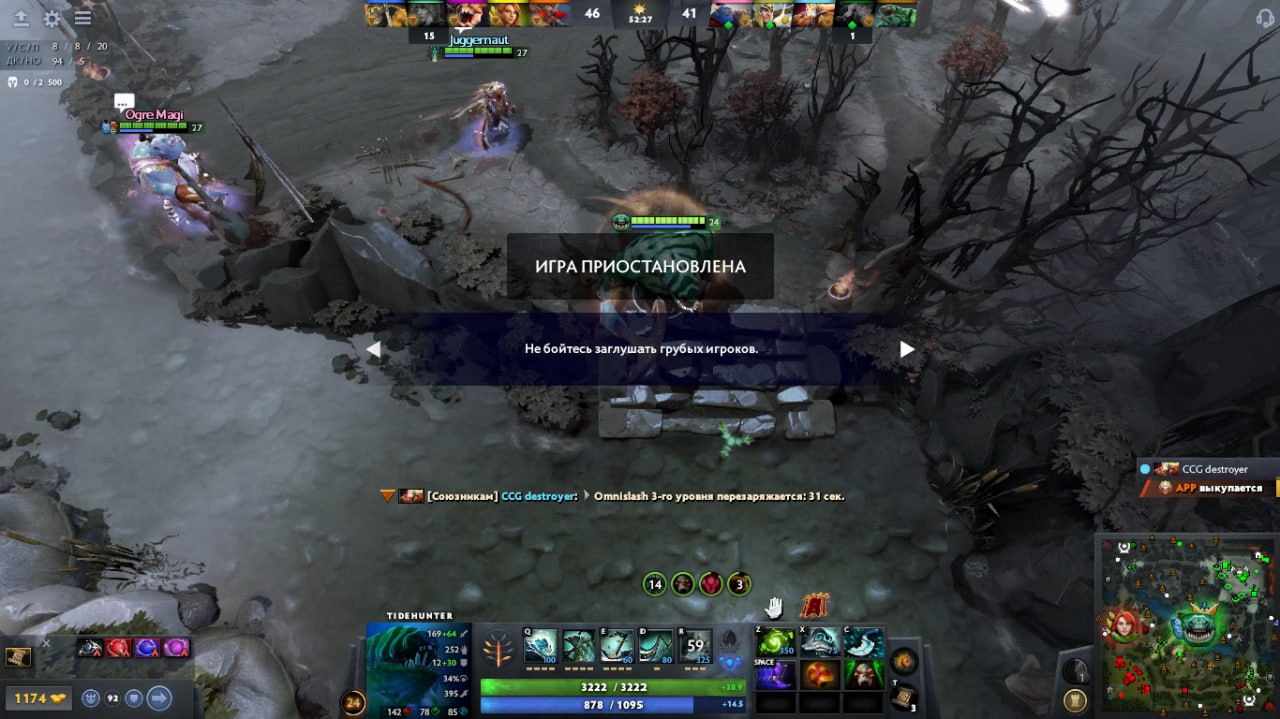 46 52:27 41
У/С/П 8 / 8 / 20
ДК/НО 94 / 5
0 / 2 500
15
1
Juggernaut
27
...
Ogre Magi
27
24
ИГРА ПРИОСТАНОВЛЕНА
Не бойтесь заглушать грубых игроков.
CCG destroyer
APP выкупается
[Союзникам] CCG destroyer: Omnislash 3-го уровня перезаряжается: 31 сек.
14
3
TIDEHUNTER
169+64
252
12+30
34%
395
142 78 85
24
Q 100
E 60
D 80
R 59 325
Z 350
X 75
C
SPACE
T
3
3222 / 3222 +38.9
878 / 1095 +14.5
1174
92
1